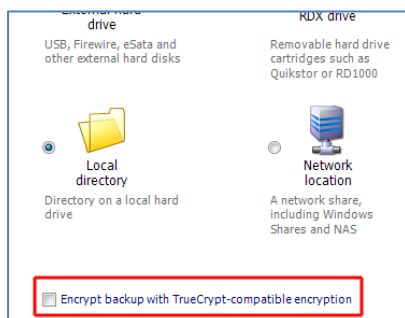 External hard
drive
USB, Firewire, eSata and
other external hard disks
RDX drive
Removable hard drive
cartridges such as
Quikstor or RD1000
Local
directory
Directory on a local hard
drive
Network
location
A network share,
including Windows
Shares and NAS
Encrypt backup with TrueCrypt-compatible encryption